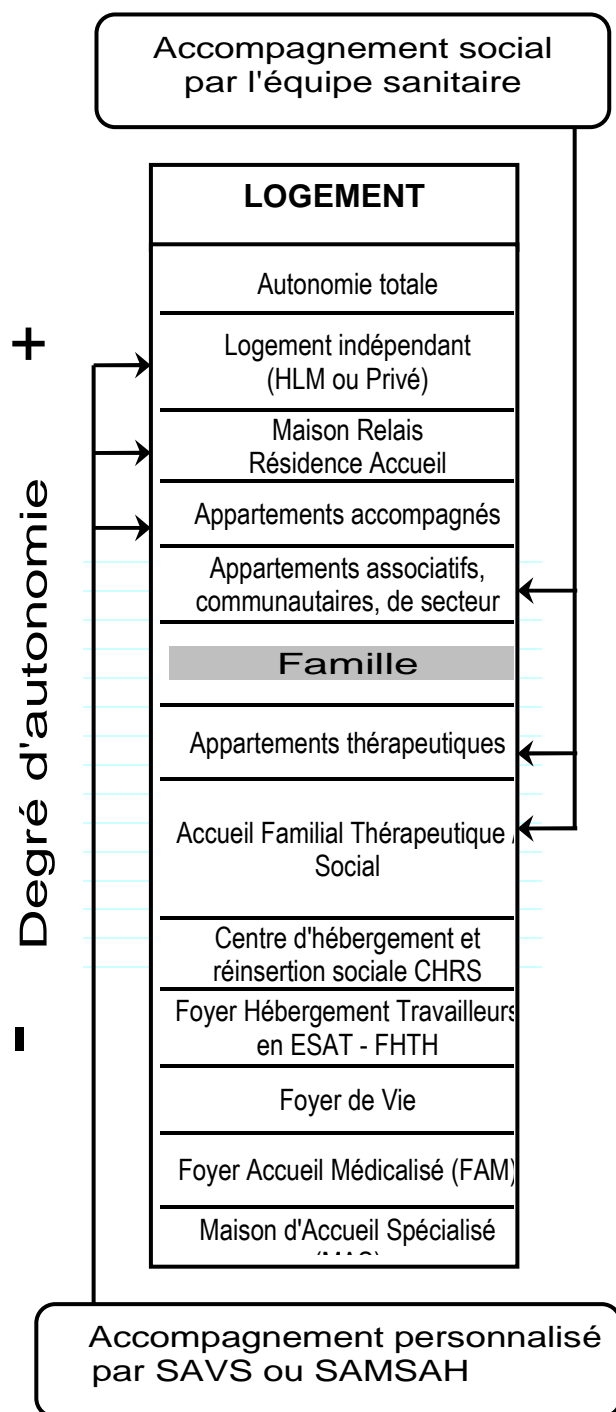 Accompagnement social
par l'équipe sanitaire
LOGEMENT
Autonomie totale
Logement indépendant
(HLM ou Privé)
Maison Relais
Résidence Accueil
Appartements accompagnés
Appartements associatifs,
communautaires, de secteur
Famille
Appartements thérapeutiques
Accueil Familial Thérapeutique /
Social
Centre d'hébergement et
réinsertion sociale CHRS
Foyer Hébergement Travailleurs
en ESAT - FHTH
Foyer de Vie
Foyer Accueil Médicalisé (FAM)
Maison d'Accueil Spécialisé
(MAS)
- Degré d'autonomie +
Accompagnement personnalisé
par SAVS ou SAMSAH